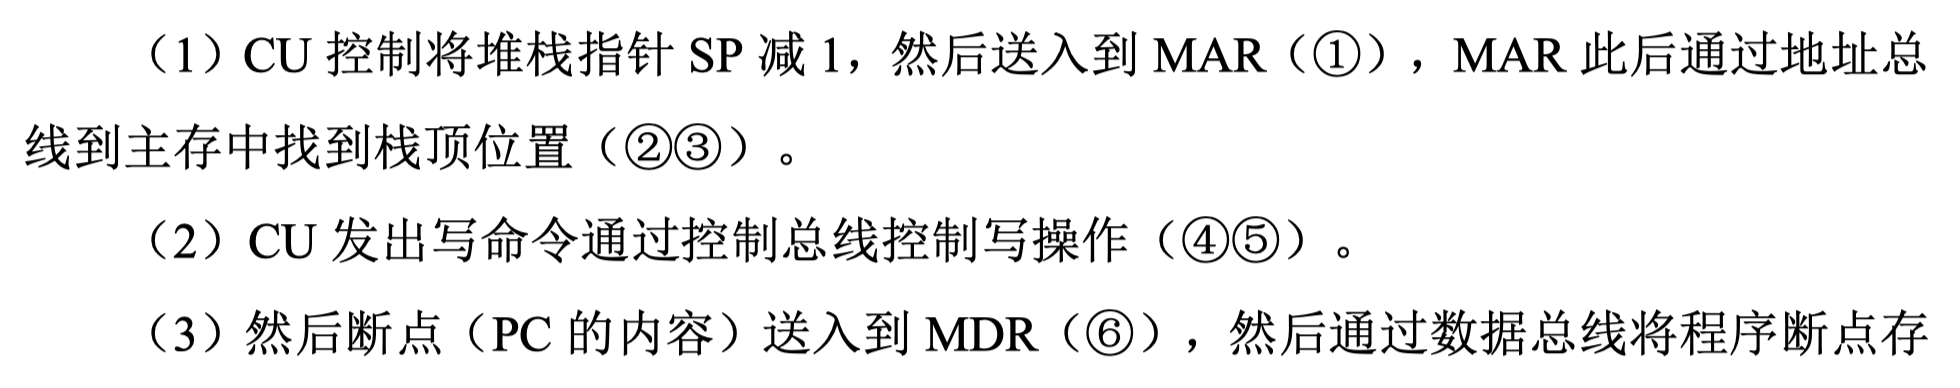 （1）CU 控制将堆栈指针 SP 减 1，然后送入到 MAR（①），MAR 此后通过地址总
线到主存中找到栈顶位置（②③）。
（2）CU 发出写命令通过控制总线控制写操作（④⑤）。
（3）然后断点（PC 的内容）送入到 MDR（⑥），然后通过数据总线将程序断点存